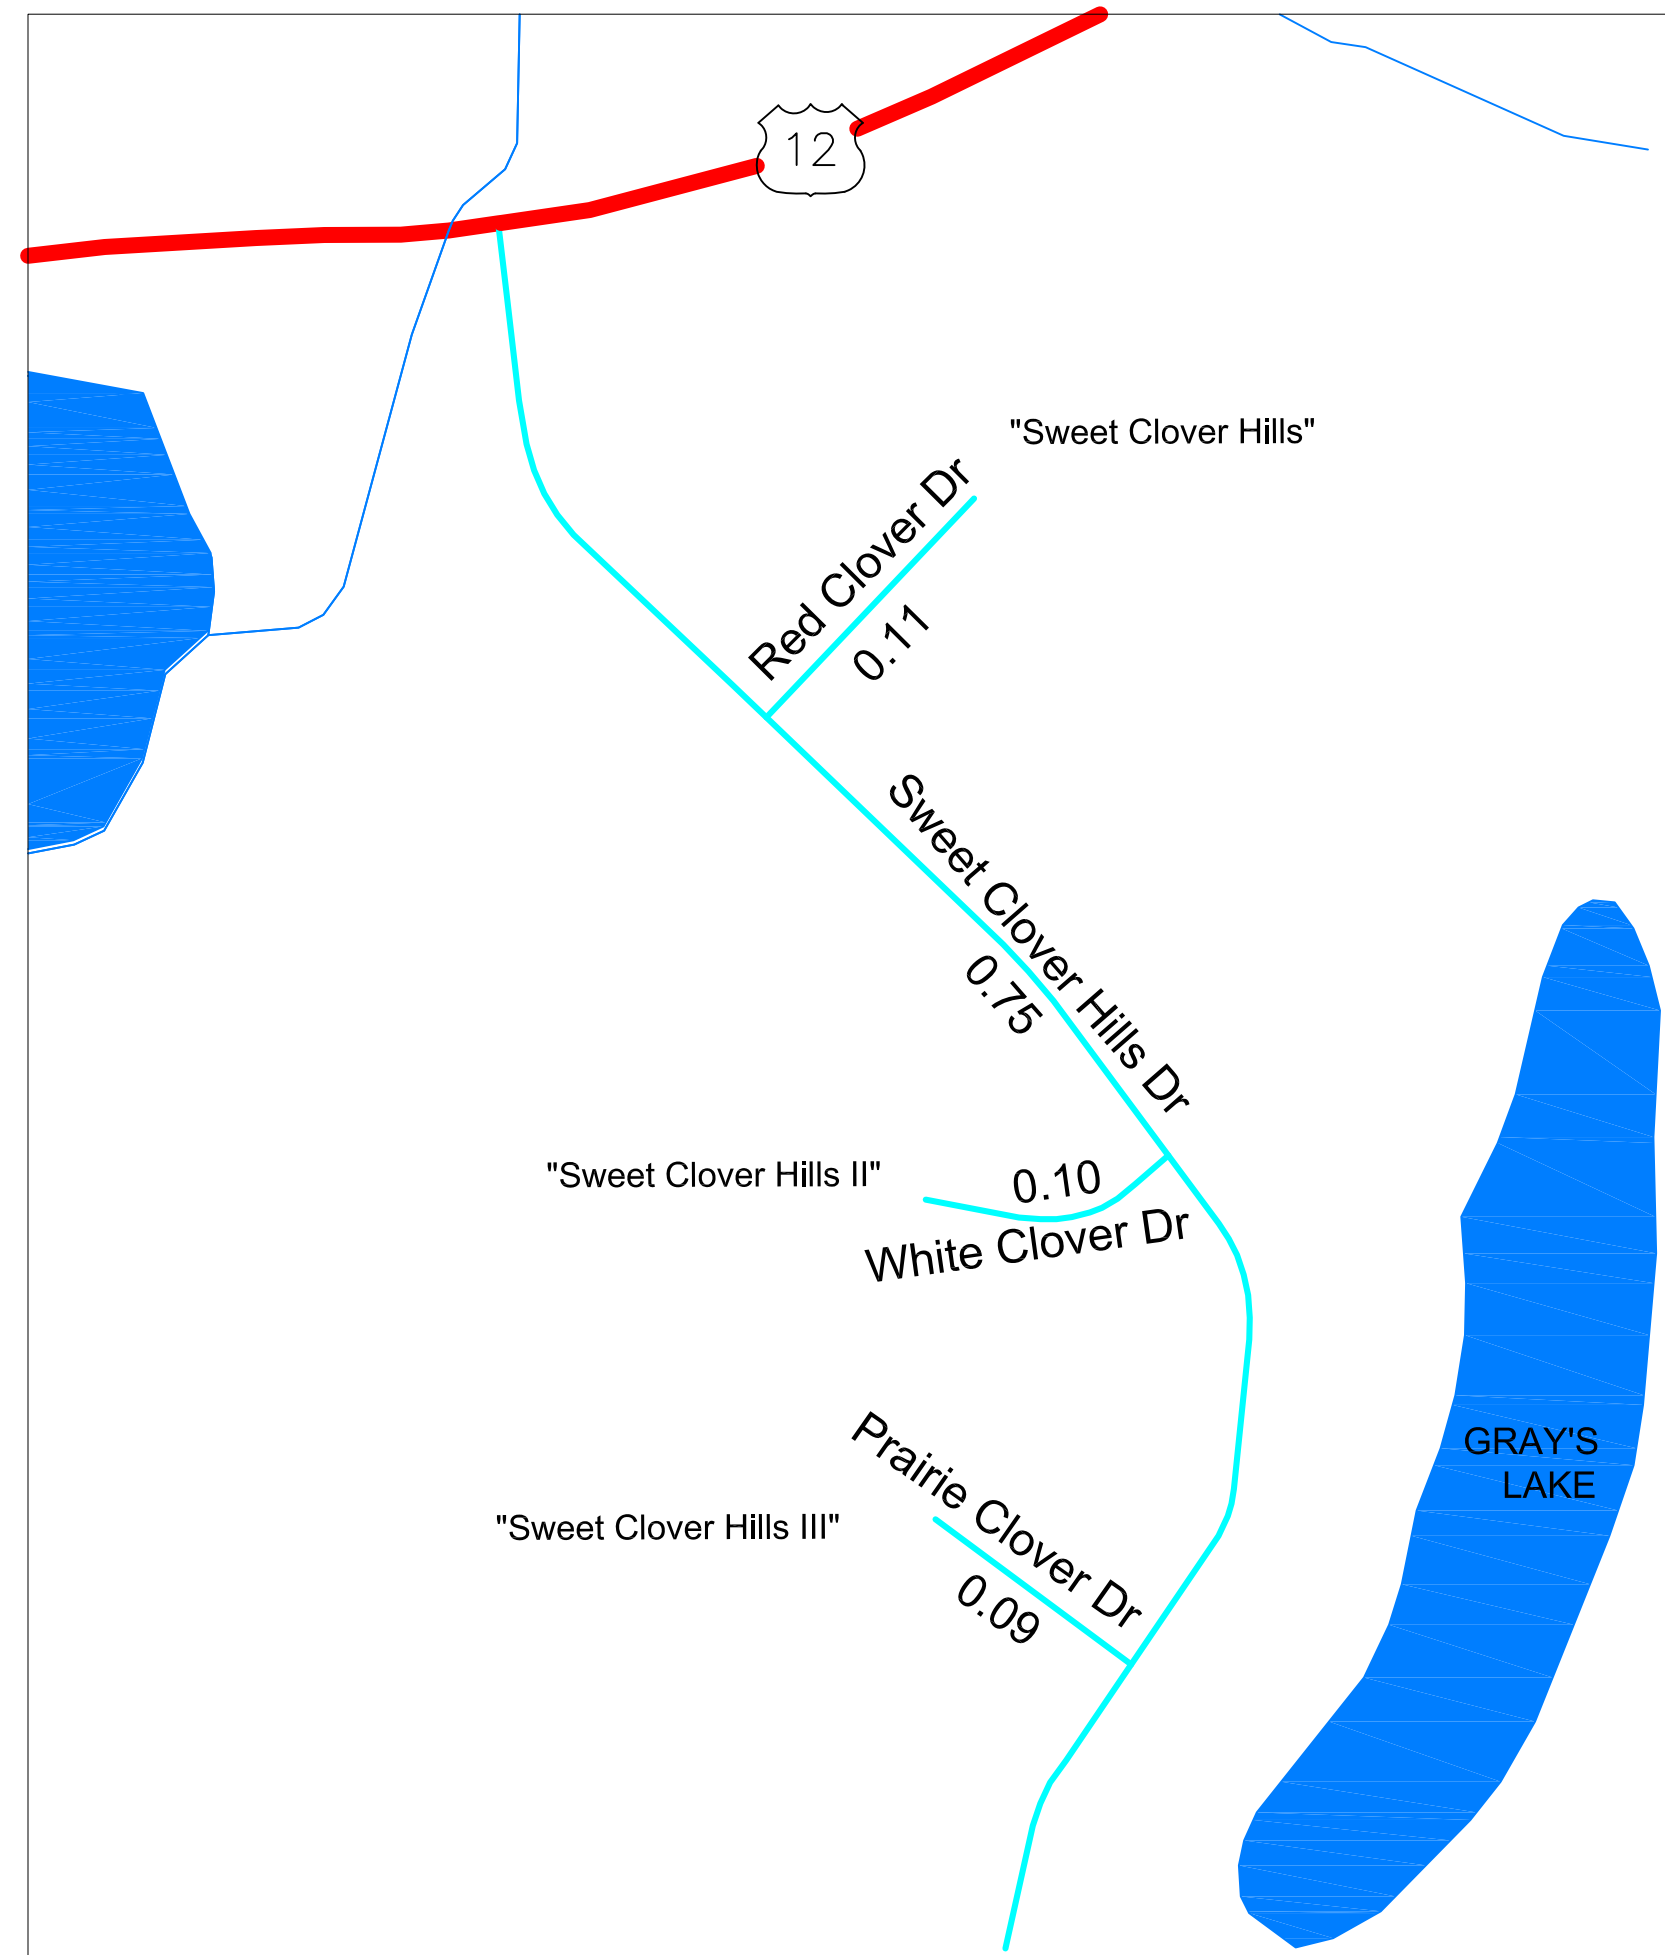 12
"Sweet Clover Hills"
Red Clover Dr
0.11
Sweet Clover Hills Dr
0.75
"Sweet Clover Hills II"
0.10
White Clover Dr
Prairie Clover Dr
GRAY'S
LAKE
"Sweet Clover Hills III"
0.09